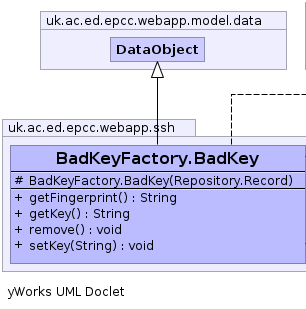 uk.ac.ed.epcc.webapp.model.data
DataObject
uk.ac.ed.epcc.webapp.ssh
BadKeyFactory.BadKey
# BadKeyFactory.BadKey(Repository.Record)
+ getFingerprint() : String
+ getKey() : String
+ remove() : void
+ setKey(String) : void
yWorks UML Doclet